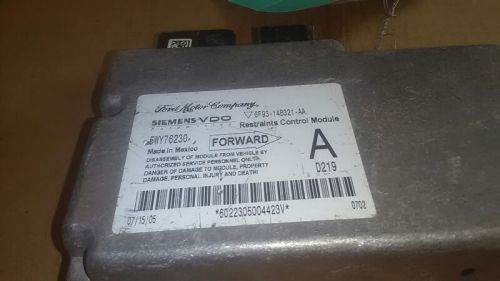 Ford Motor Company
SIEMENS VDO
Automotive
▽ 6F93-14B321-AA
Restraints Control Module
5WY76230
FORWARD
Made in Mexico
A
0219
DISASSEMBLY OF MODULE FROM VEHICLE BY
AUTHORIZED SERVICE PERSONNEL ONLY.
DANGER OF DAMAGE TO MODULE, PROPERTY
DAMAGE, PERSONAL INJURY AND DEATH!
*6022305004423V*
07/15/05
0702